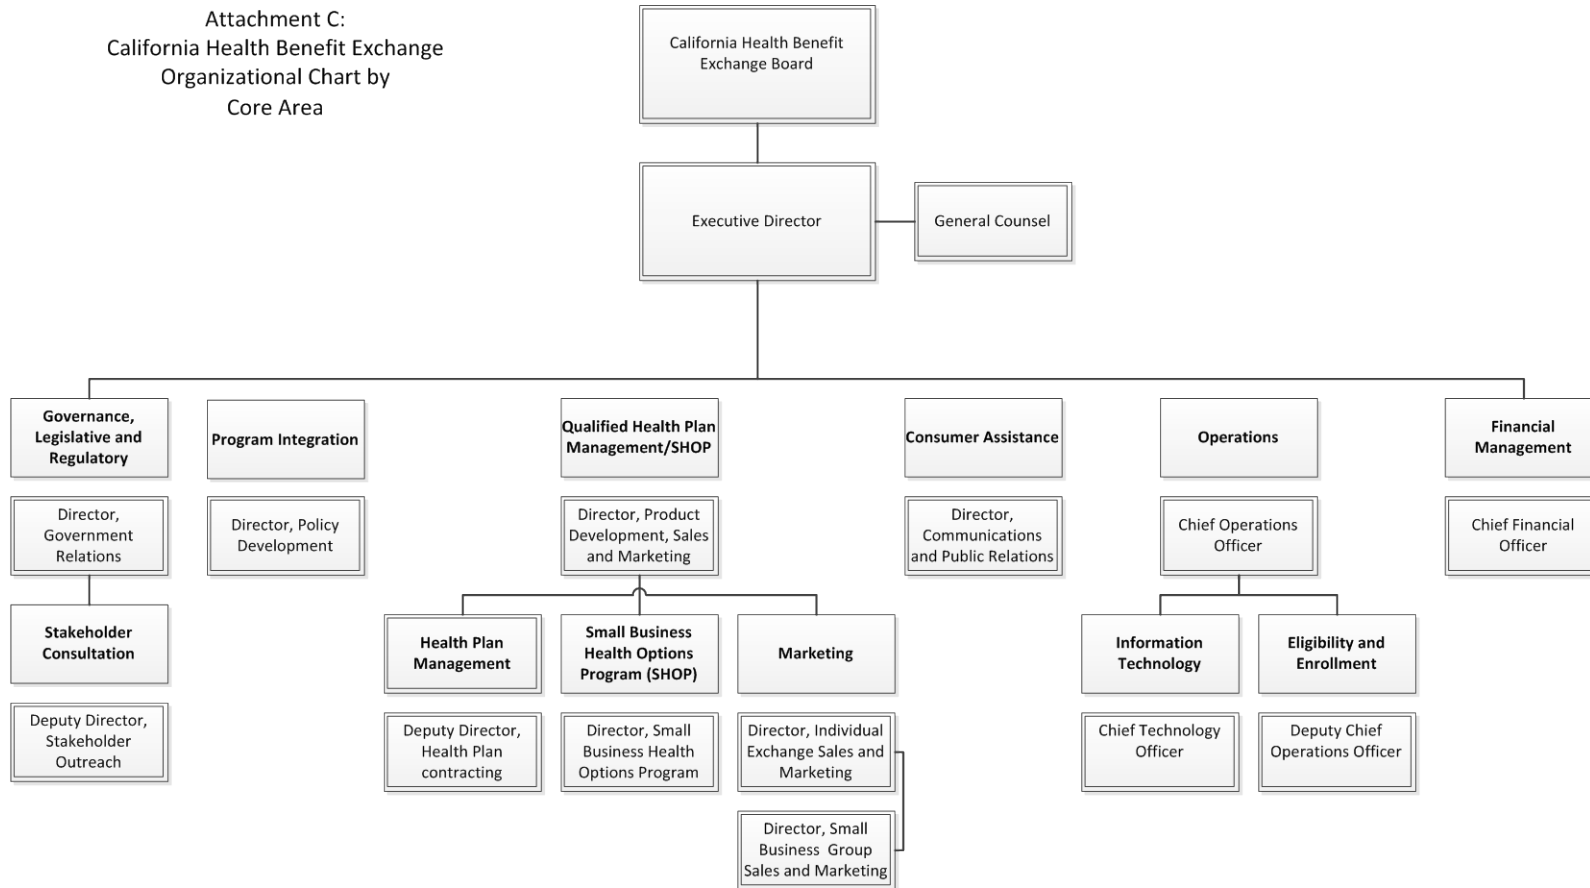 Attachment C:
California Health Benefit Exchange
Organizational Chart by
Core Area
California Health Benefit
Exchange Board
Executive Director
General Counsel
Governance,
Legislative and
Regulatory
Program Integration
Qualified Health Plan
Management/SHOP
Consumer Assistance
Operations
Financial
Management
Director,
Government
Relations
Director, Policy
Development
Director, Product
Development, Sales
and Marketing
Director,
Communications
and Public Relations
Chief Operations
Officer
Chief Financial
Officer
Stakeholder
Consultation
Health Plan
Management
Small Business
Health Options
Program (SHOP)
Marketing
Information
Technology
Eligibility and
Enrollment
Deputy Director,
Stakeholder
Outreach
Deputy Director,
Health Plan
contracting
Director, Small
Business Health
Options Program
Director, Individual
Exchange Sales and
Marketing
Chief Technology
Officer
Deputy Chief
Operations Officer
Director, Small
Business Group
Sales and Marketing